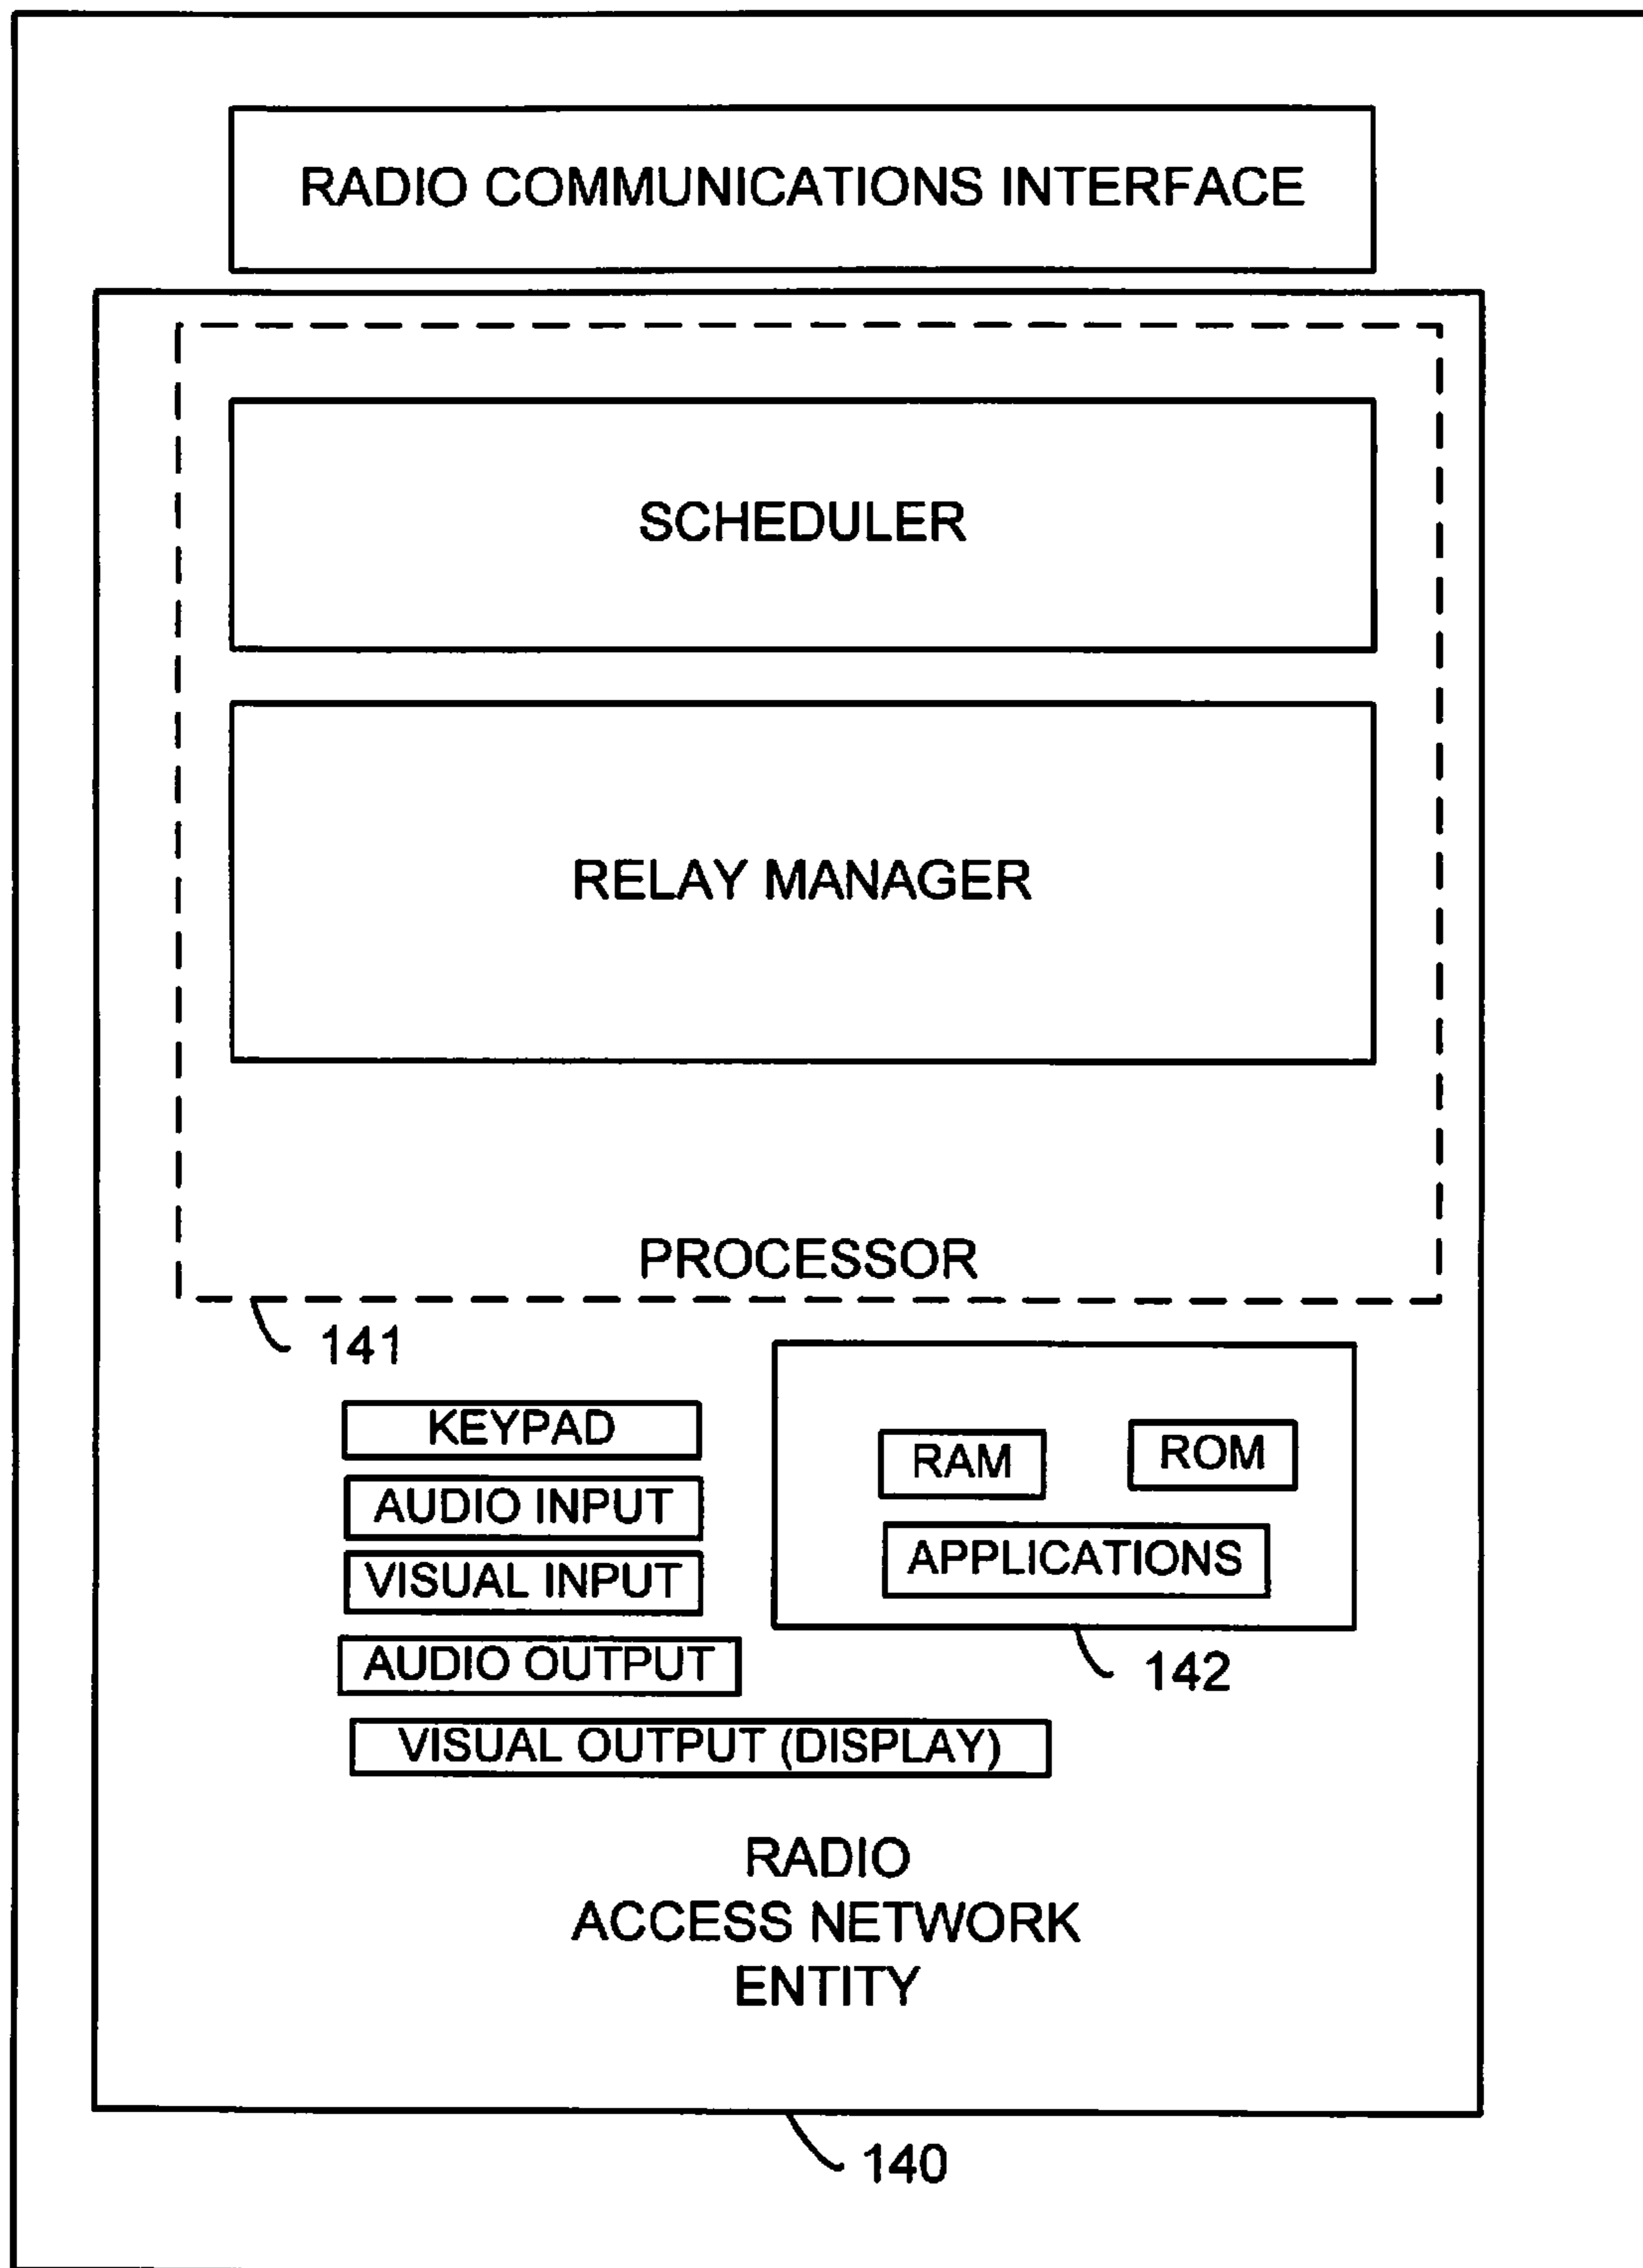 RADIO COMMUNICATIONS INTERFACE
SCHEDULER
RELAY MANAGER
PROCESSOR
141
KEYPAD
AUDIO INPUT
VISUAL INPUT
AUDIO OUTPUT
VISUAL OUTPUT (DISPLAY)
RAM
ROM
APPLICATIONS
142
RADIO
ACCESS NETWORK
ENTITY
140